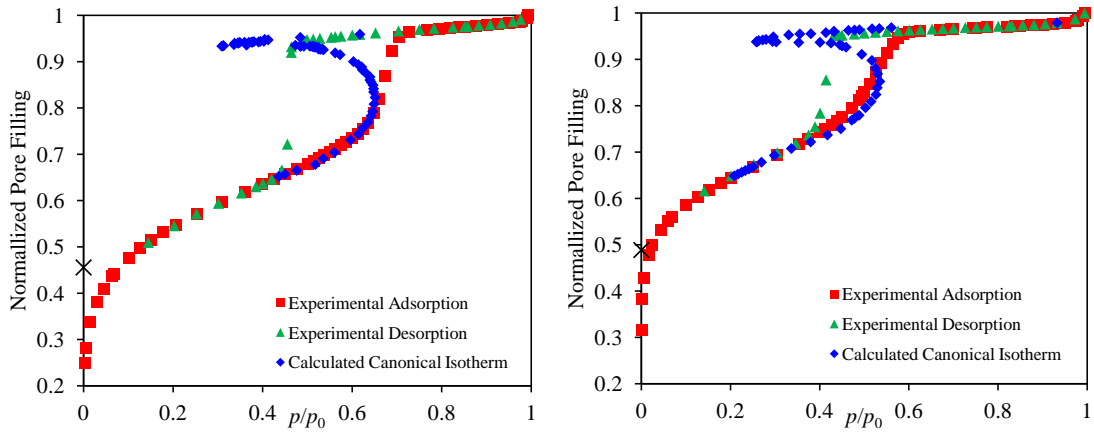 Normallized Pore Filling
1
0.9
0.8
0.7
0.6
0.5
0.4
0.3
0.2
Experimental Adsorption
Experimental Desorption
Calculated Canonical Isotherm
0 0.2 0.4 0.6 0.8 1
p/p0
Normallized Pore Filling
1
0.9
0.8
0.7
0.6
0.5
0.4
0.3
0.2
Experimental Adsorption
Experimental Desorption
Calculated Canonical Isotherm
0 0.2 0.4 0.6 0.8 1
p/p0